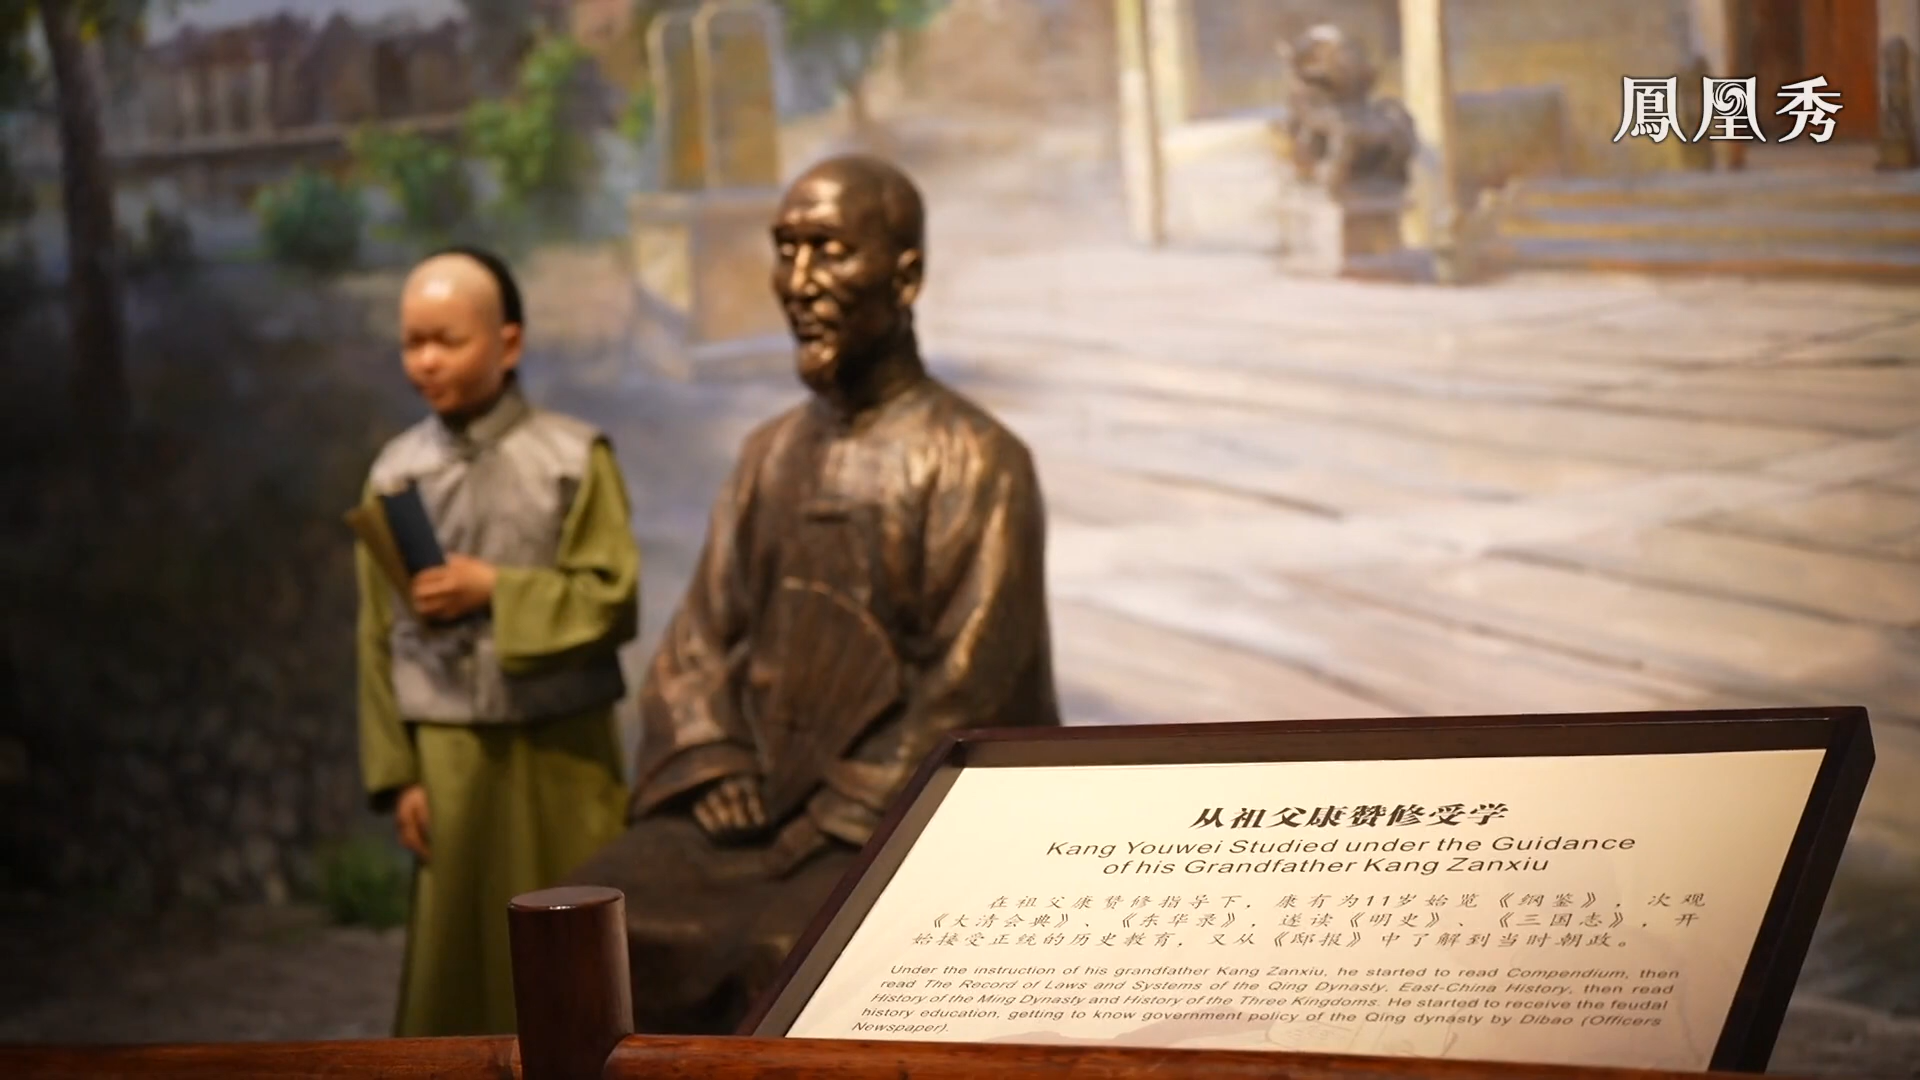 鳳凰秀
从祖父康赞修受学
Kang Youwei Studied under the Guidance
of his Grandfather Kang Zanxiu
在祖父康赞修指导下，康有为11岁始览《纲鉴》，次观
《大清会典》、《东华录》，遂读《明史》、《三国志》，开
始接受正统的历史教育，又从《邸报》中了解到当时朝政。
Under the instruction of his grandfather Kang Zanxiu, he started to read Compendium, then
read The Record of Laws and Systems of the Qing Dynasty, East-China History, then read
History of the Ming Dynasty and History of the Three Kingdoms. He started to receive the feudal
history education, getting to know government policy of the Qing dynasty by Dibao (Officers
Newspaper).